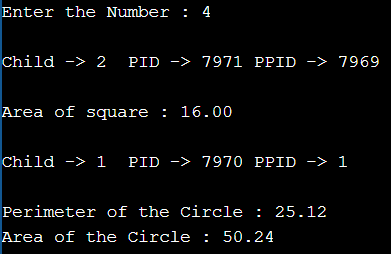 Enter the Number : 4
Child -> 2  PID -> 7971 PPID -> 7969
Area of square : 16.00
Child -> 1  PID -> 7970 PPID -> 1
Perimeter of the Circle : 25.12
Area of the Circle : 50.24